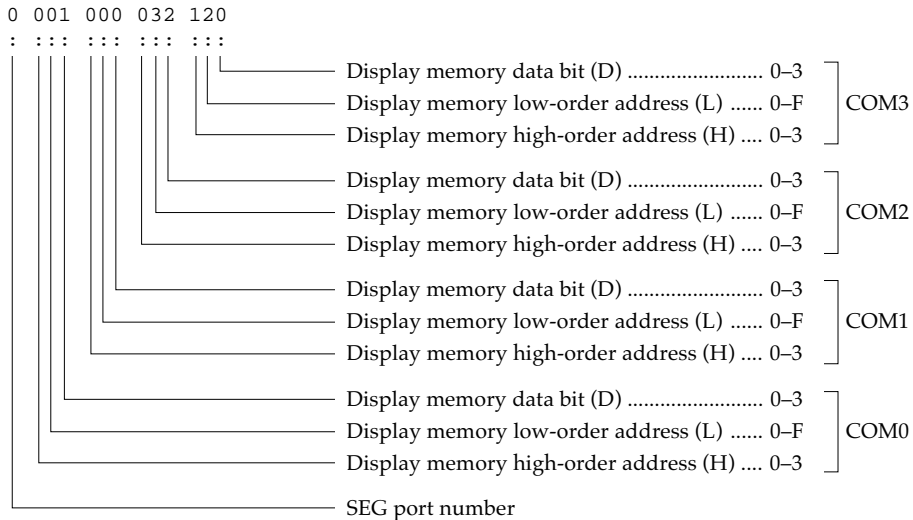 0 001 000 032 120
: ::: ::: ::: :::
Display memory data bit (D) ......................... 0–3
Display memory low-order address (L) ...... 0–F
Display memory high-order address (H) .... 0–3
COM3
Display memory data bit (D) ......................... 0–3
Display memory low-order address (L) ...... 0–F
Display memory high-order address (H) .... 0–3
COM2
Display memory data bit (D) ......................... 0–3
Display memory low-order address (L) ...... 0–F
Display memory high-order address (H) .... 0–3
COM1
Display memory data bit (D) ......................... 0–3
Display memory low-order address (L) ...... 0–F
Display memory high-order address (H) .... 0–3
COM0
SEG port number